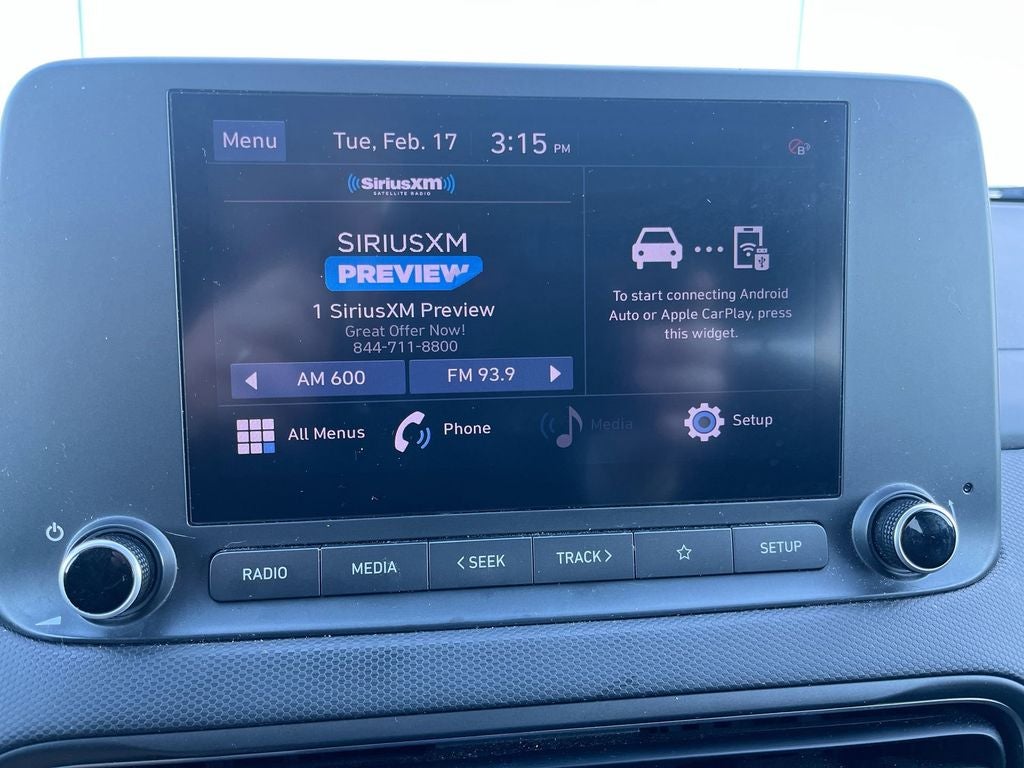 Menu
Tue, Feb. 17
3:15 PM
B
SiriusXM
SATELLITE RADIO
SIRIUSXM
PREVIEW
1 SiriusXM Preview
Great Offer Now!
844-711-8800
AM 600
FM 93.9
To start connecting Android
Auto or Apple CarPlay, press
this widget.
All Menus
Phone
Media
Setup
RADIO
MEDIA
< SEEK
TRACK >
SETUP